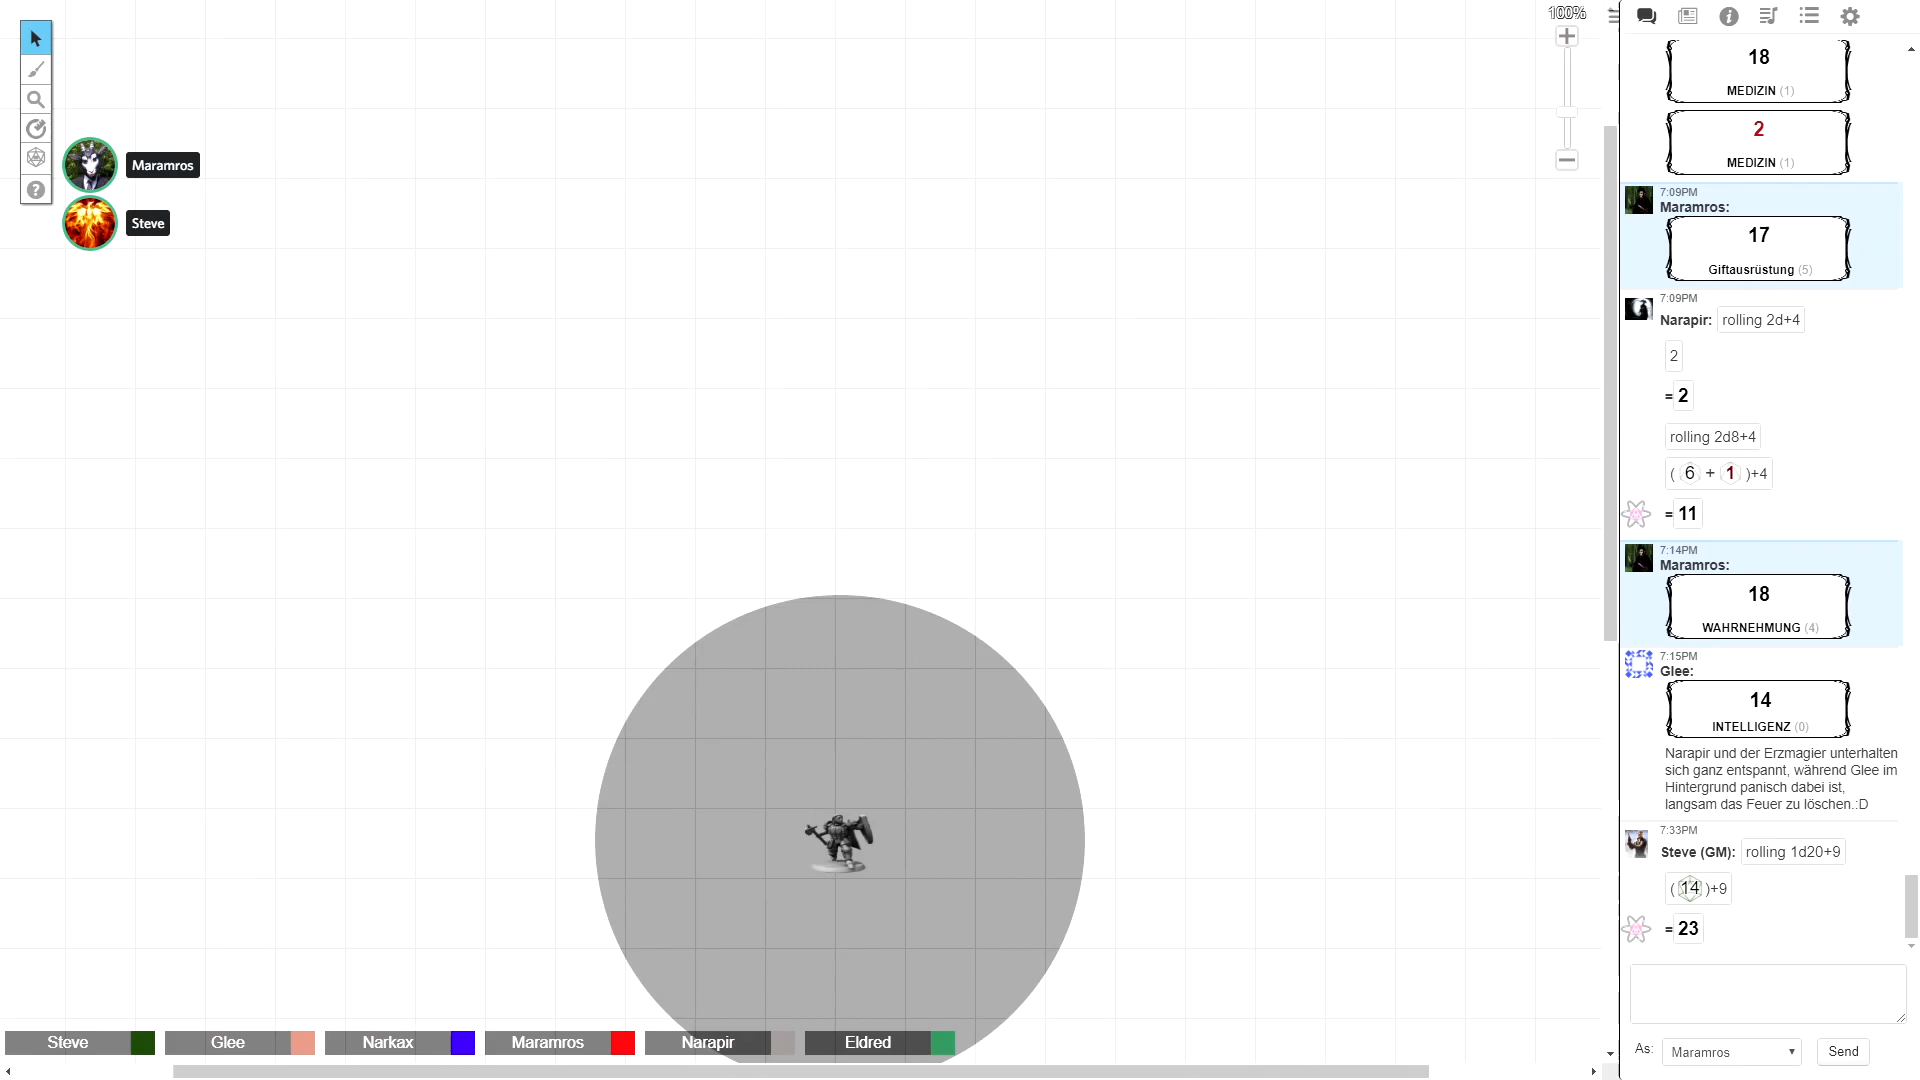 100%
Maramros
Steve
18
MEDIZIN (1)
2
MEDIZIN (1)
7:09PM
Maramros:
17
Giftausrüstung (5)
7:09PM
Narapir: rolling 2d+4
2
=2
rolling 2d8+4
( 6 + 1 )+4
=11
7:14PM
Maramros:
18
WAHRNEHMUNG (4)
7:15PM
Glee:
14
INTELLIGENZ (0)
Narapir und der Erzmagier unterhalten
sich ganz entspannt, während Glee im
Hintergrund panisch dabei ist,
langsam das Feuer zu löschen.:D
7:33PM
Steve (GM): rolling 1d20+9
( 14 )+9
=23
As: Maramros Send
Steve Glee Narkax Maramros Narapir Eldred